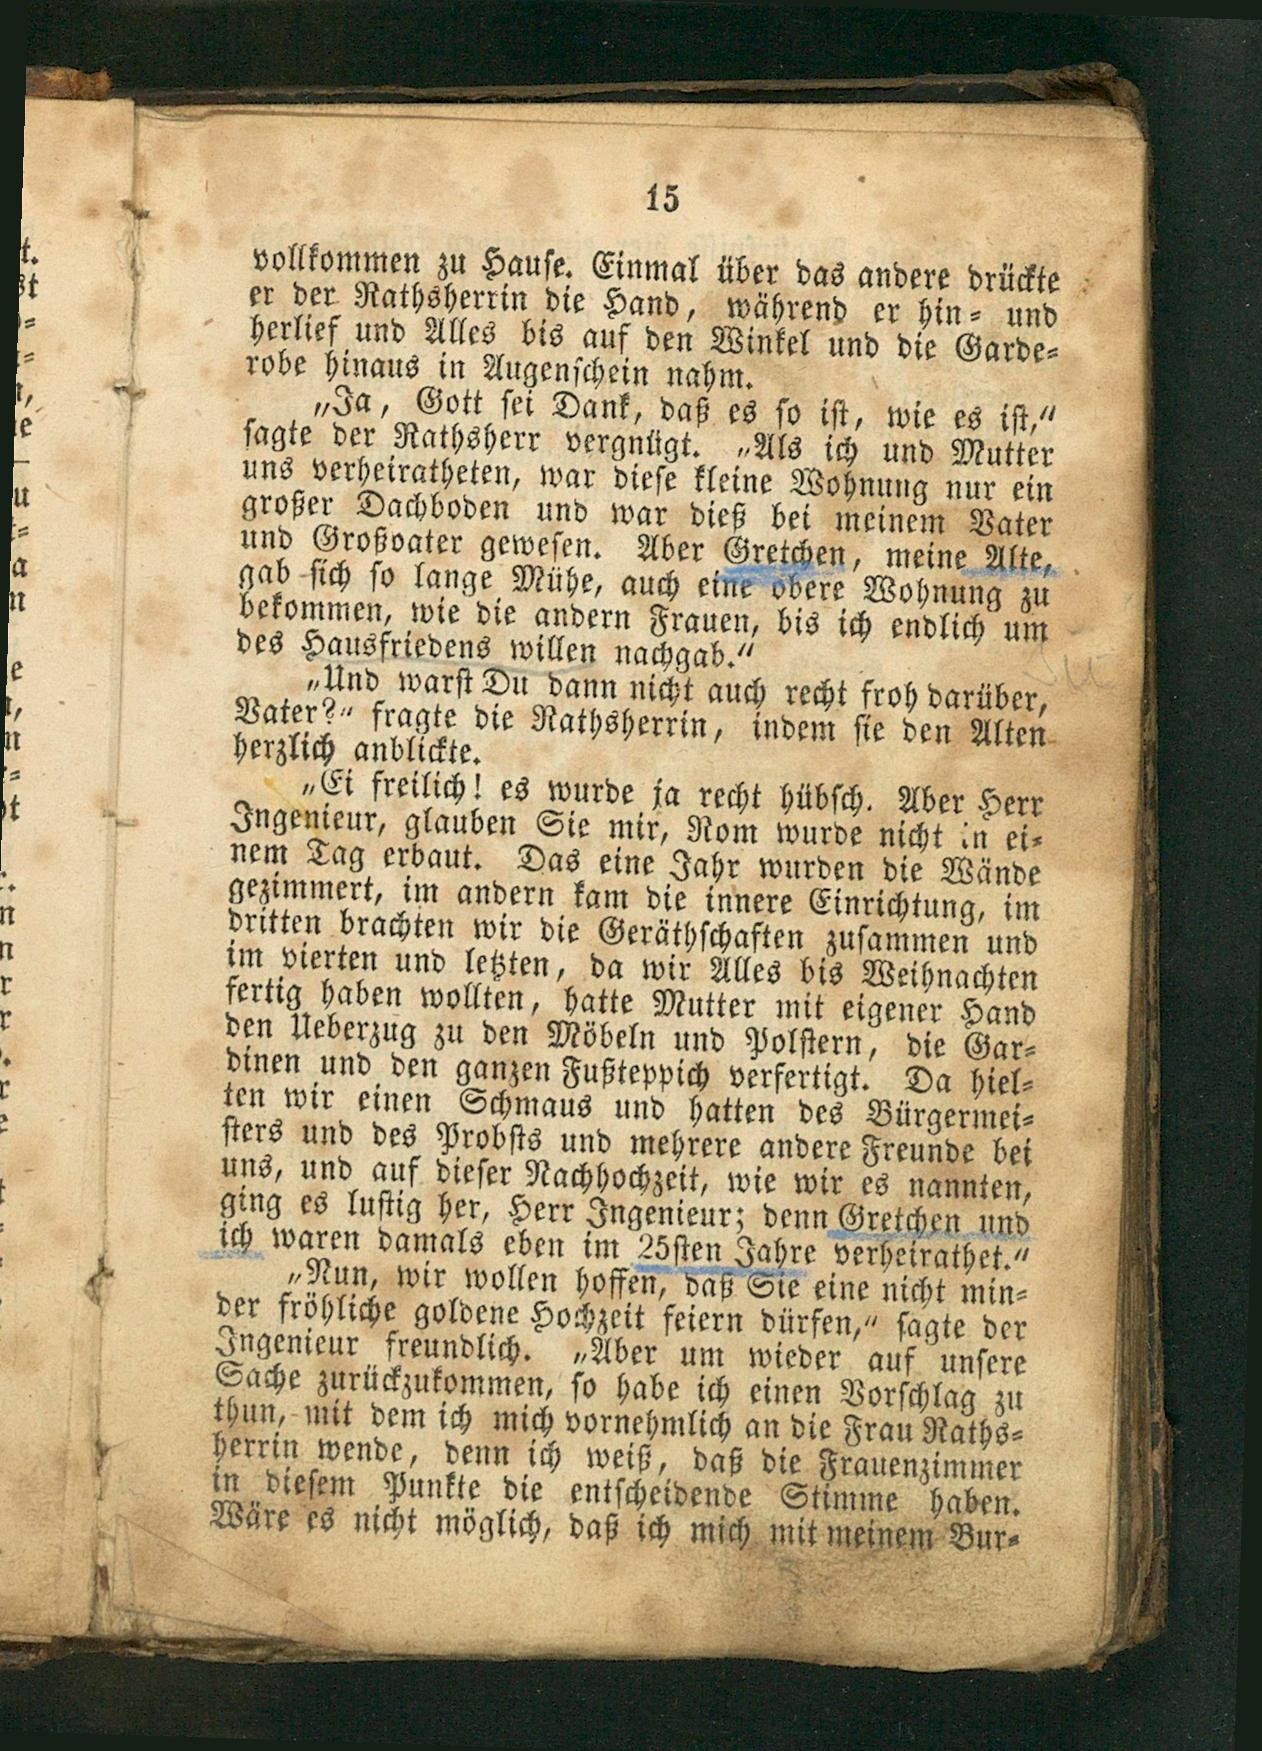 15
vollkommen zu Hause. Einmal über das andere drückte
er der Rathsherrin die Hand, während er hin- und
herlief und Alles bis auf den Winkel und die Garde-
robe hinaus in Augenschein nahm.
„Ja, Gott sei Dank, daß es so ist, wie es ist,"
sagte der Rathsherr vergnügt. „Als ich und Mutter
uns verheiratheten, war diese kleine Wohnung nur ein
großer Dachboden und war dieß bei meinem Vater
und Großvater gewesen. Aber Gretchen, meine Alte,
gab sich so lange Mühe, auch eine obere Wohnung zu
bekommen, wie die andern Frauen, bis ich endlich um
des Hausfriedens willen nachgab."
„Und warst Du dann nicht auch recht froh darüber,
Vater?" fragte die Rathsherrin, indem sie den Alten
herzlich anblickte.
„Ei freilich! es wurde ja recht hübsch. Aber Herr
Ingenieur, glauben Sie mir, Rom wurde nicht in ei-
nem Tag erbaut. Das eine Jahr wurden die Wände
gezimmert, im andern kam die innere Einrichtung, im
dritten brachten wir die Geräthschaften zusammen und
im vierten und letzten, da wir Alles bis Weihnachten
fertig haben wollten, hatte Mutter mit eigener Hand
den Ueberzug zu den Möbeln und Polstern, die Gar-
dinen und den ganzen Fußteppich verfertigt. Da hiel-
ten wir einen Schmaus und hatten des Bürgermei-
sters und des Probsts und mehrere andere Freunde bei
uns, und auf dieser Nachhochzeit, wie wir es nannten,
ging es lustig her, Herr Ingenieur; denn Gretchen und
ich waren damals eben im 25sten Jahre verheirathet."
„Nun, wir wollen hoffen, daß Sie eine nicht min-
der fröhliche goldene Hochzeit feiern dürfen," sagte der
Ingenieur freundlich. „Aber um wieder auf unsere
Sache zurückzukommen, so habe ich einen Vorschlag zu
thun, mit dem ich mich vornehmlich an die Frau Raths-
herrin wende, denn ich weiß, daß die Frauenzimmer
in diesem Punkte die entscheidende Stimme haben.
Wäre es nicht möglich, daß ich mich mit meinem Bur-